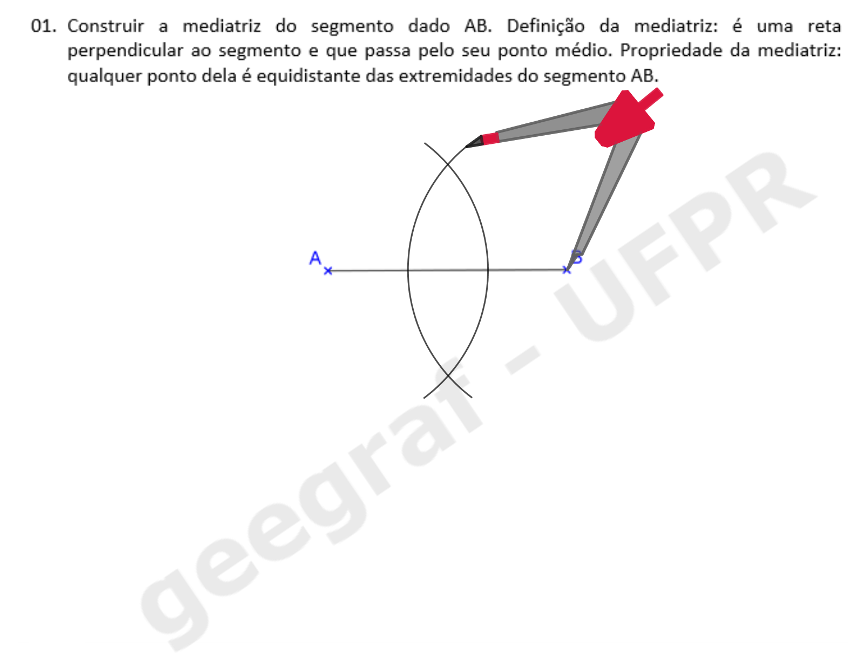 01. Construir a mediatriz do segmento dado AB. Definição da mediatriz: é uma reta
perpendicular ao segmento e que passa pelo seu ponto médio. Propriedade da mediatriz:
qualquer ponto dela é equidistante das extremidades do segmento AB.
A
B
geegraf - UFPR